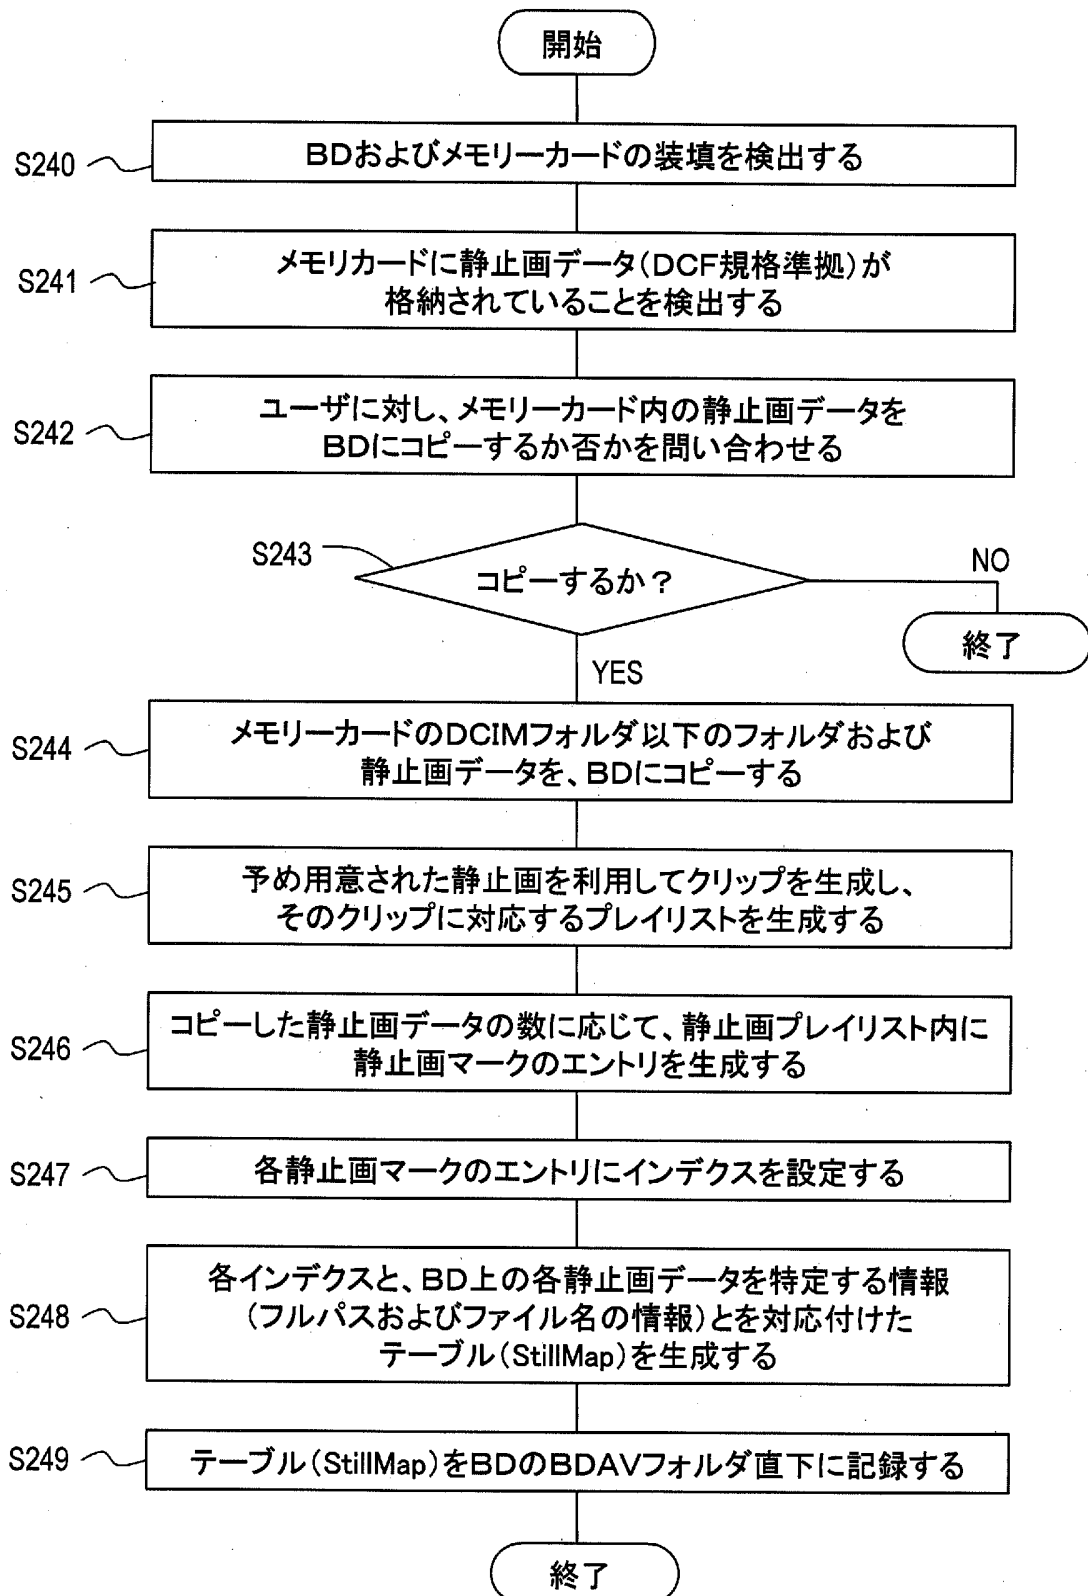 開始
S240
BDおよびメモリーカードの装填を検出する
S241
メモリカードに静止画データ(DCF規格準拠)が
格納されていることを検出する
S242
ユーザに対し、メモリーカード内の静止画データを
BDにコピーするか否かを問い合わせる
S243
コピーするか?
NO
終了
YES
S244
メモリーカードのDCIMフォルダ以下のフォルダおよび
静止画データを、BDにコピーする
S245
予め用意された静止画を利用してクリップを生成し、
そのクリップに対応するプレイリストを生成する
S246
コピーした静止画データの数に応じて、静止画プレイリスト内に
静止画マークのエントリを生成する
S247
各静止画マークのエントリにインデクスを設定する
S248
各インデクスと、BD上の各静止画データを特定する情報
(フルパスおよびファイル名の情報)とを対応付けた
テーブル(StillMap)を生成する
S249
テーブル(StillMap)をBDのBDAVフォルダ直下に記録する
終了